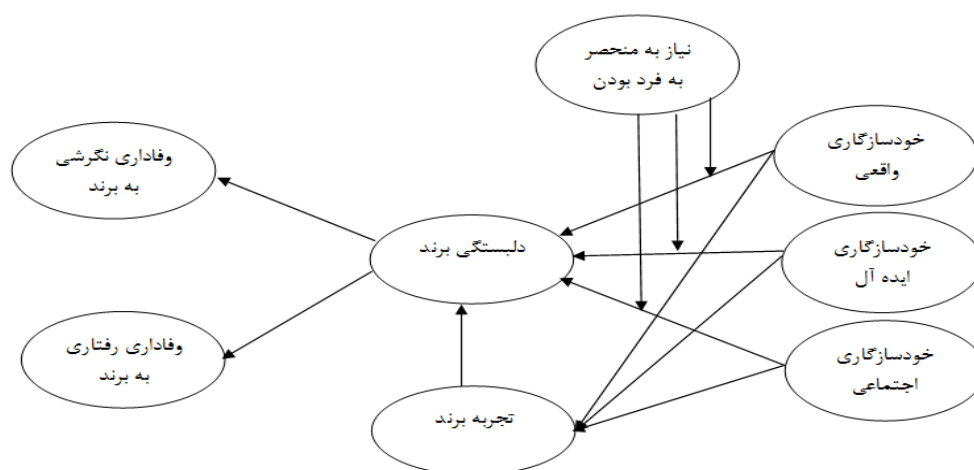 نیاز به منحصر
به فرد بودن
خودسازگاری
واقعی
وفاداری نگرشی
به برند
خودسازگاری
ایده آل
دلبستگی برند
وفاداری رفتاری
به برند
خودسازگاری
اجتماعی
تجربه برند